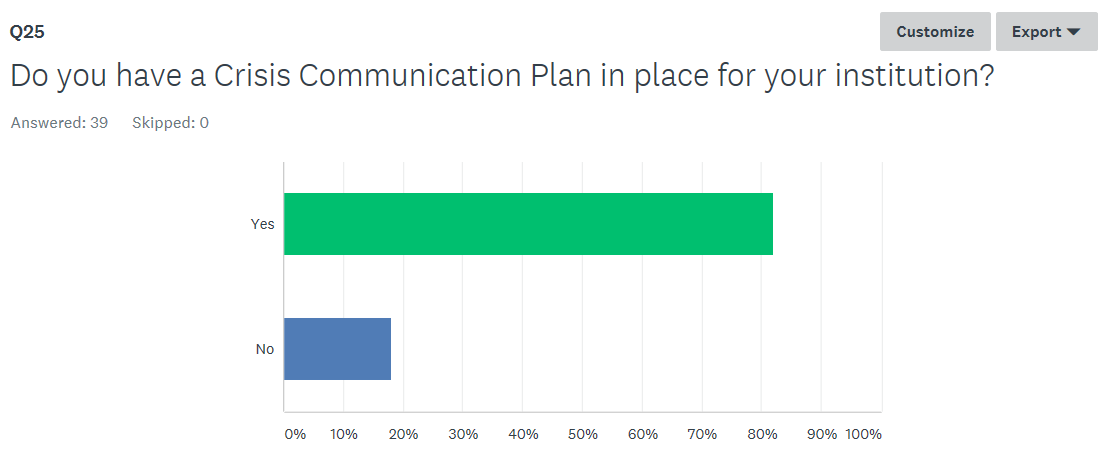 Q25
Customize
Export
Do you have a Crisis Communication Plan in place for your institution?
Answered: 39 Skipped: 0
Yes
No
0% 10% 20% 30% 40% 50% 60% 70% 80% 90% 100%